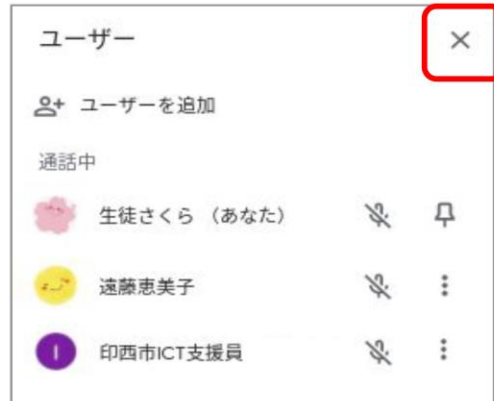 ユーザー
ユーザーを追加
通話中
生徒さくら （あなた）
遠藤恵美子
I 印西市ICT支援員